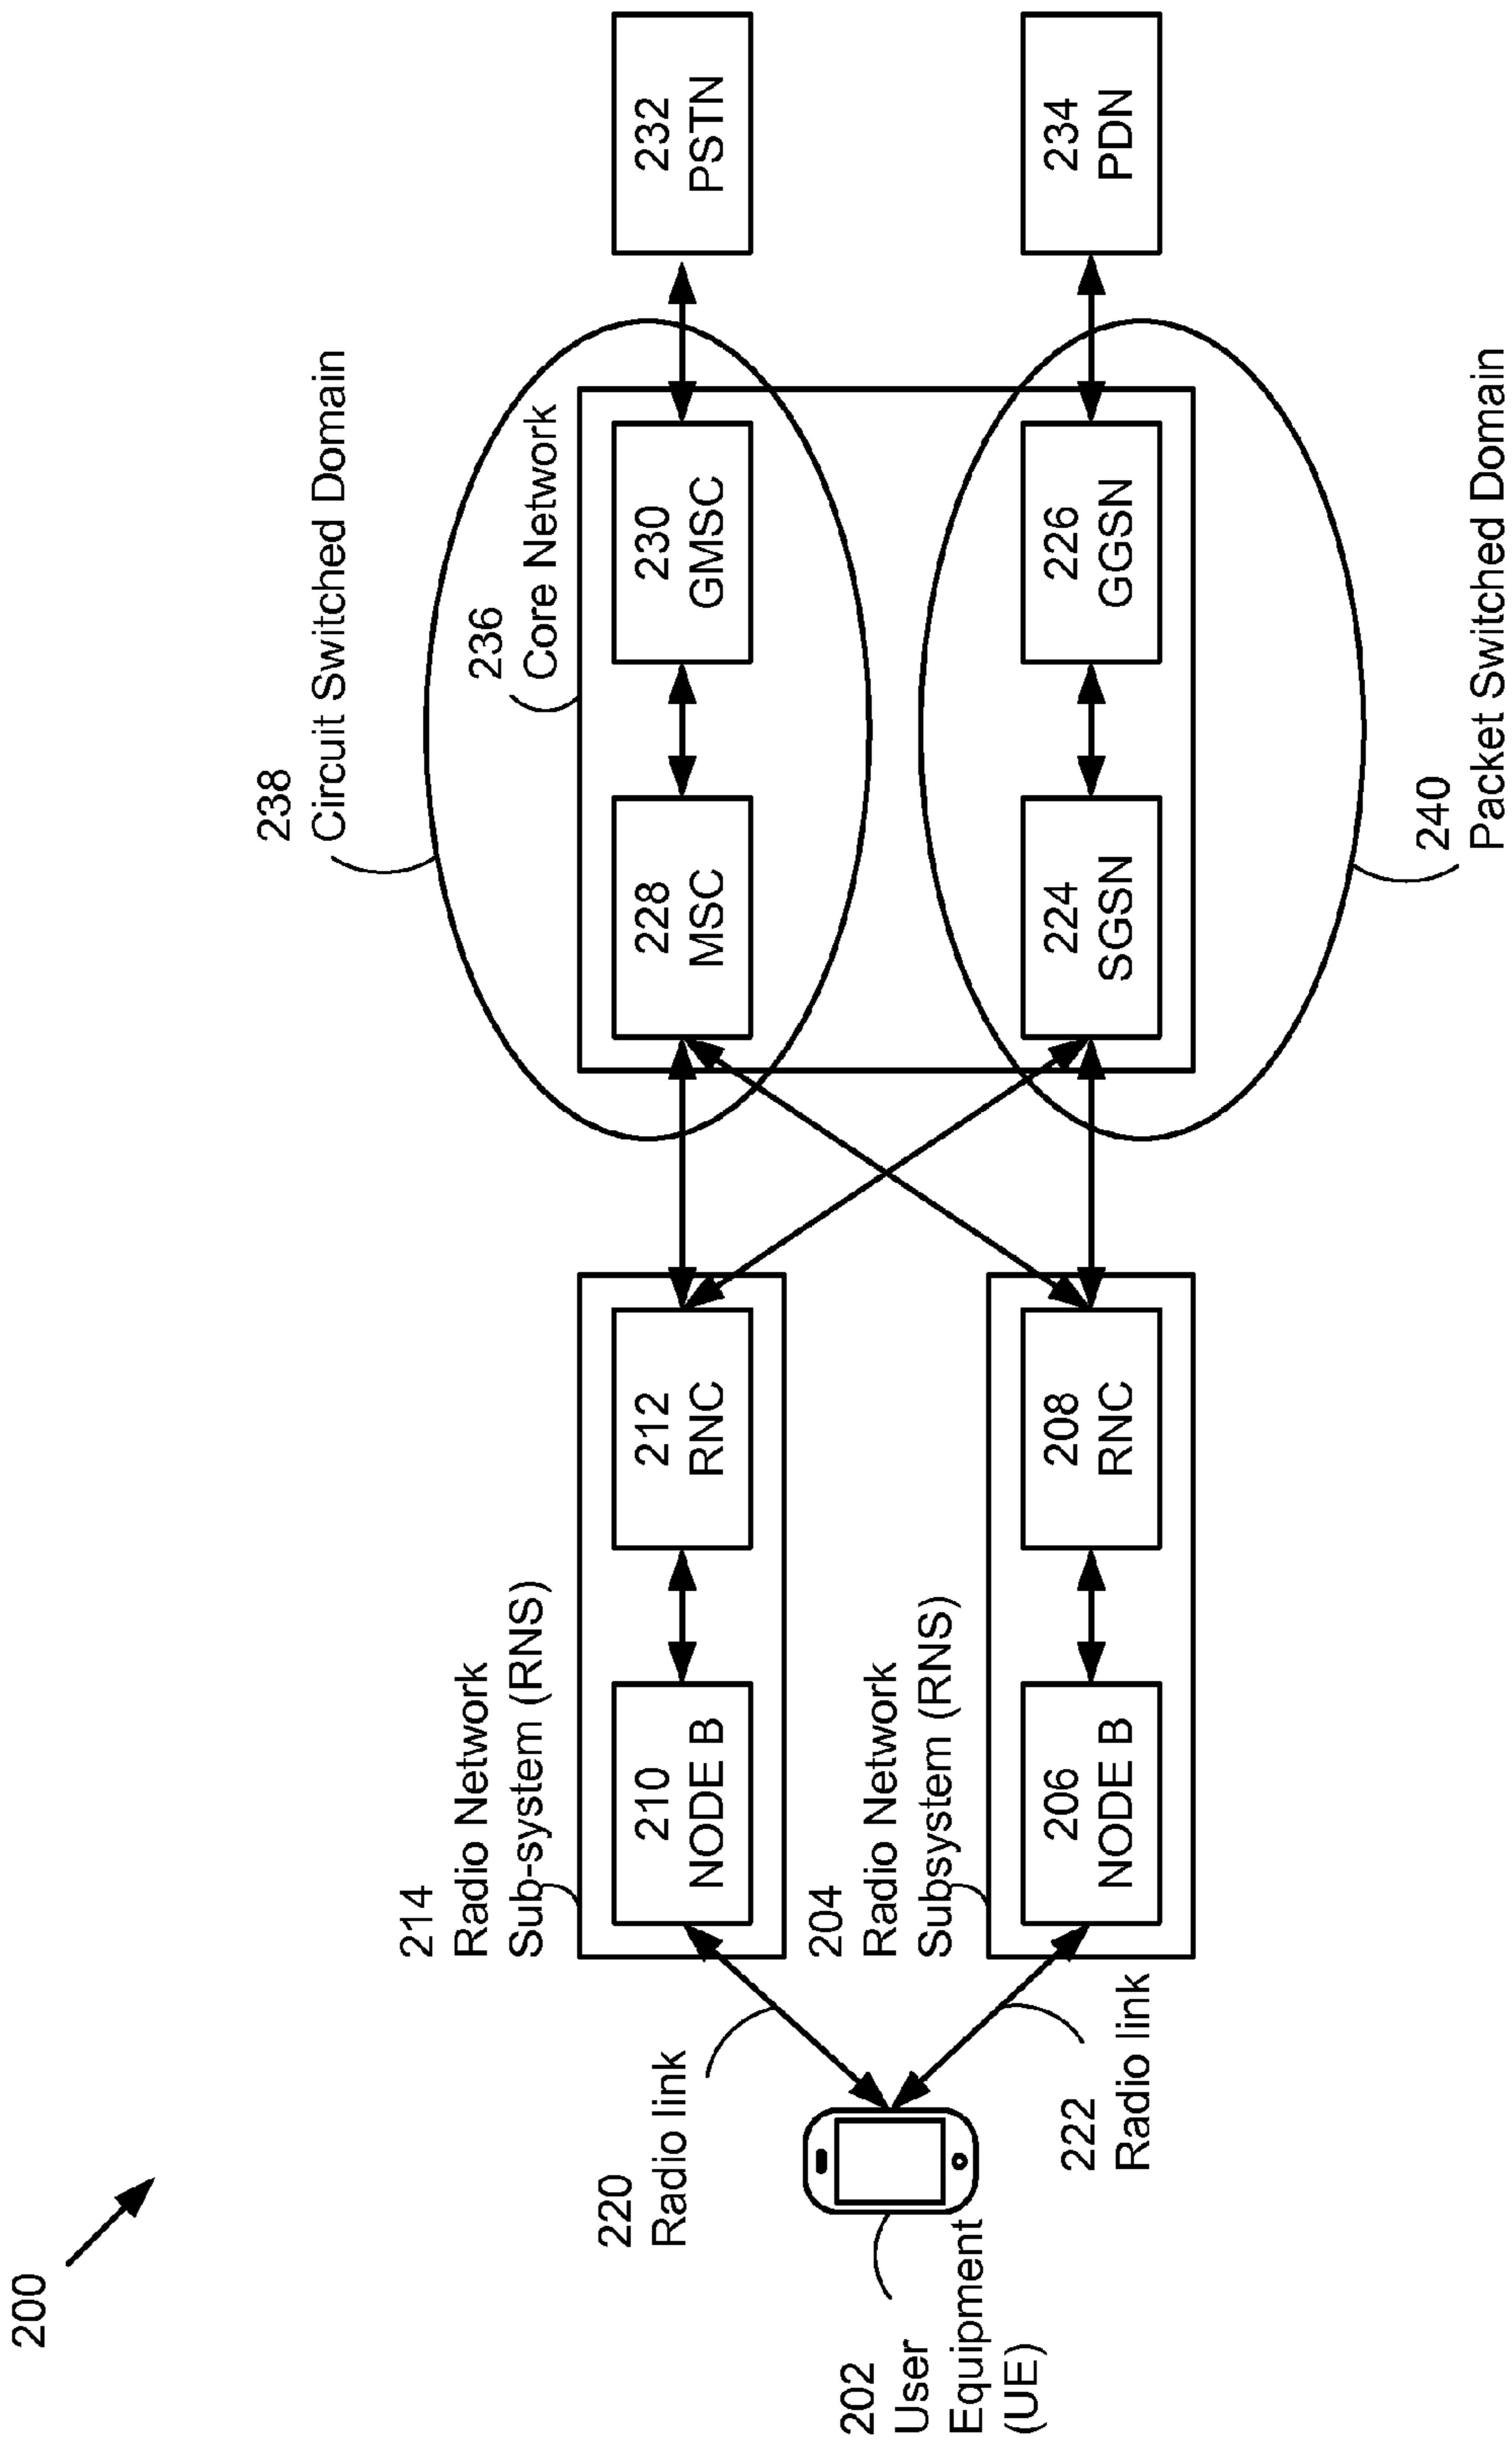 200
238
Circuit Switched Domain
236
Core Network
214
Radio Network
Sub-system (RNS)
220
Radio link
210
NODE B
212
RNC
228
MSC
230
GMSC
232
PSTN
202
User
Equipment
(UE)
204
Radio Network
Subsystem (RNS)
222
Radio link
206
NODE B
208
RNC
224
SGSN
226
GGSN
234
PDN
240
Packet Switched Domain